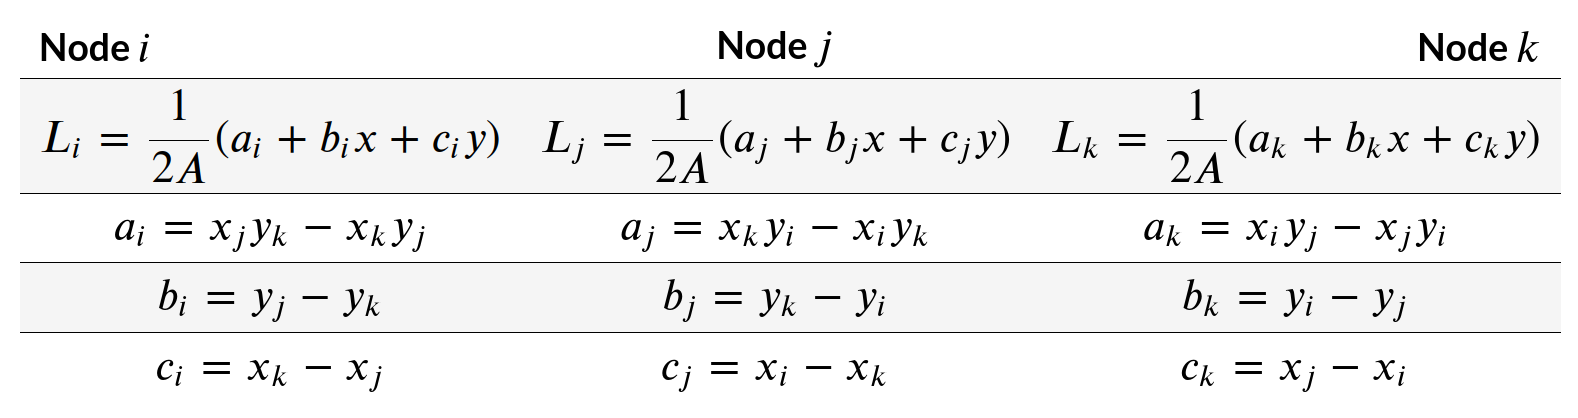 Node i Node j Node k
L_i = \frac{1}{2A}(a_i + b_i x + c_i y) L_j = \frac{1}{2A}(a_j + b_j x + c_j y) L_k = \frac{1}{2A}(a_k + b_k x + c_k y)
a_i = x_j y_k − x_k y_j a_j = x_k y_i − x_i y_k a_k = x_i y_j − x_j y_i
b_i = y_j − y_k b_j = y_k − y_i b_k = y_i − y_j
c_i = x_k − x_j c_j = x_i − x_k c_k = x_j − x_i